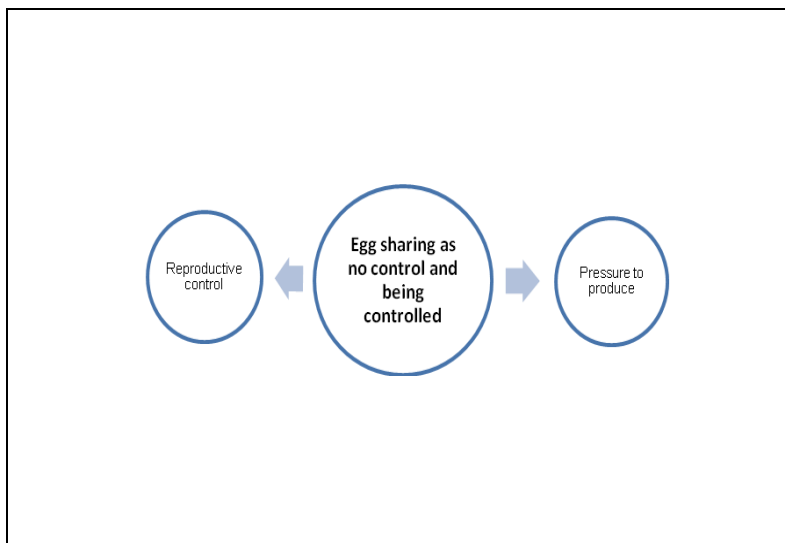 Reproductive
control
Egg sharing as
no control and
being
controlled
Pressure to
produce